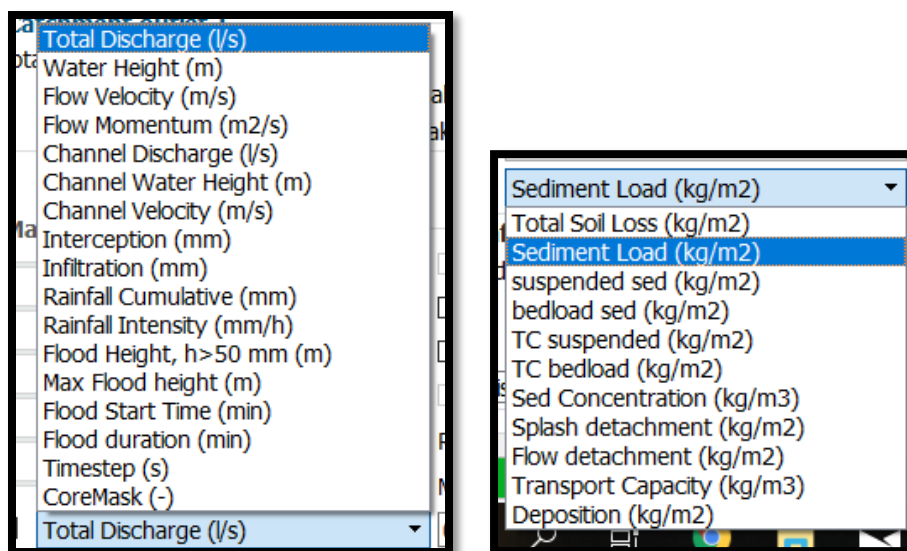 Total Discharge (l/s)
Water Height (m)
Flow Velocity (m/s)
Flow Momentum (m2/s)
Channel Discharge (l/s)
Channel Water Height (m)
Channel Velocity (m/s)
Interception (mm)
Infiltration (mm)
Rainfall Cumulative (mm)
Rainfall Intensity (mm/h)
Flood Height, h>50 mm (m)
Max Flood height (m)
Flood Start Time (min)
Flood duration (min)
Timestep (s)
CoreMask (-)
Total Discharge (l/s)
Sediment Load (kg/m2)
Total Soil Loss (kg/m2)
Sediment Load (kg/m2)
suspended sed (kg/m2)
bedload sed (kg/m2)
TC suspended (kg/m2)
TC bedload (kg/m2)
Sed Concentration (kg/m3)
Splash detachment (kg/m2)
Flow detachment (kg/m2)
Transport Capacity (kg/m3)
Deposition (kg/m2)